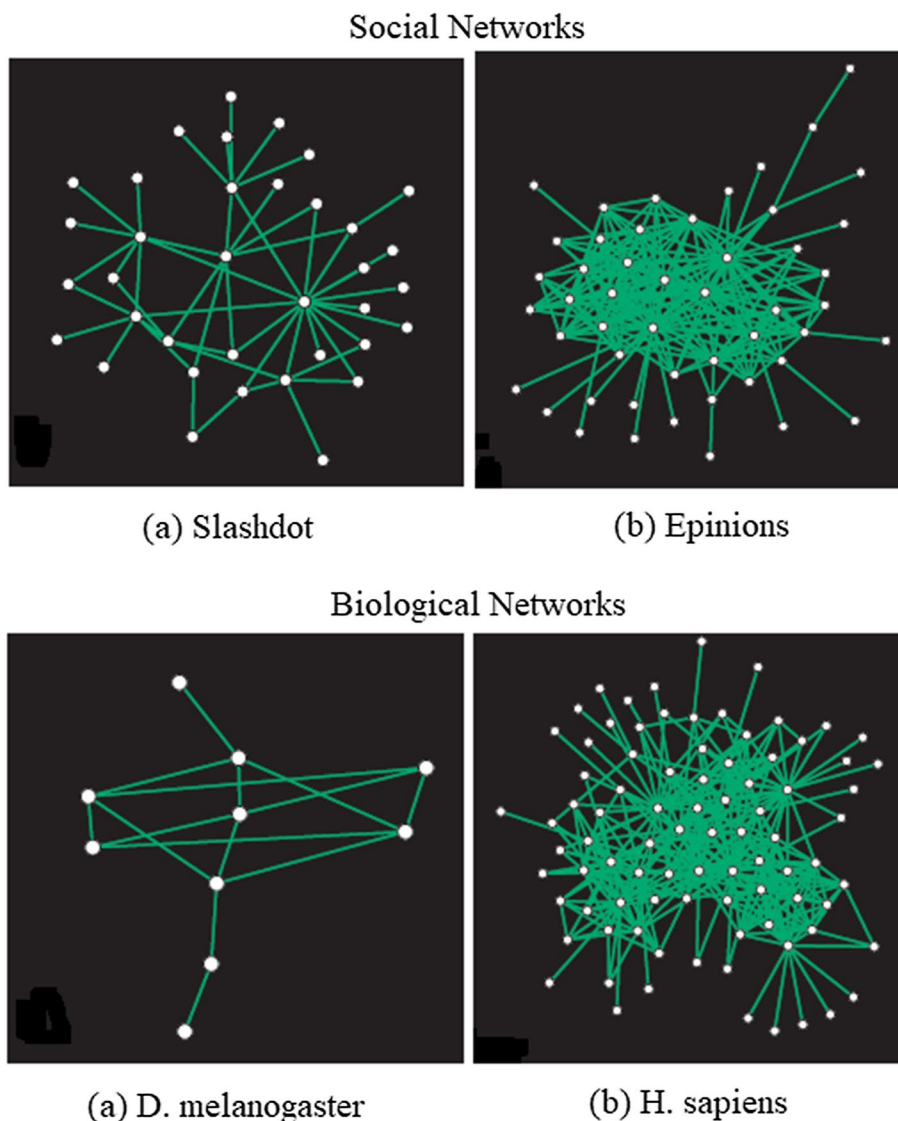 Social Networks
(a) Slashdot
(b) Epinions
Biological Networks
(a) D. melanogaster
(b) H. sapiens